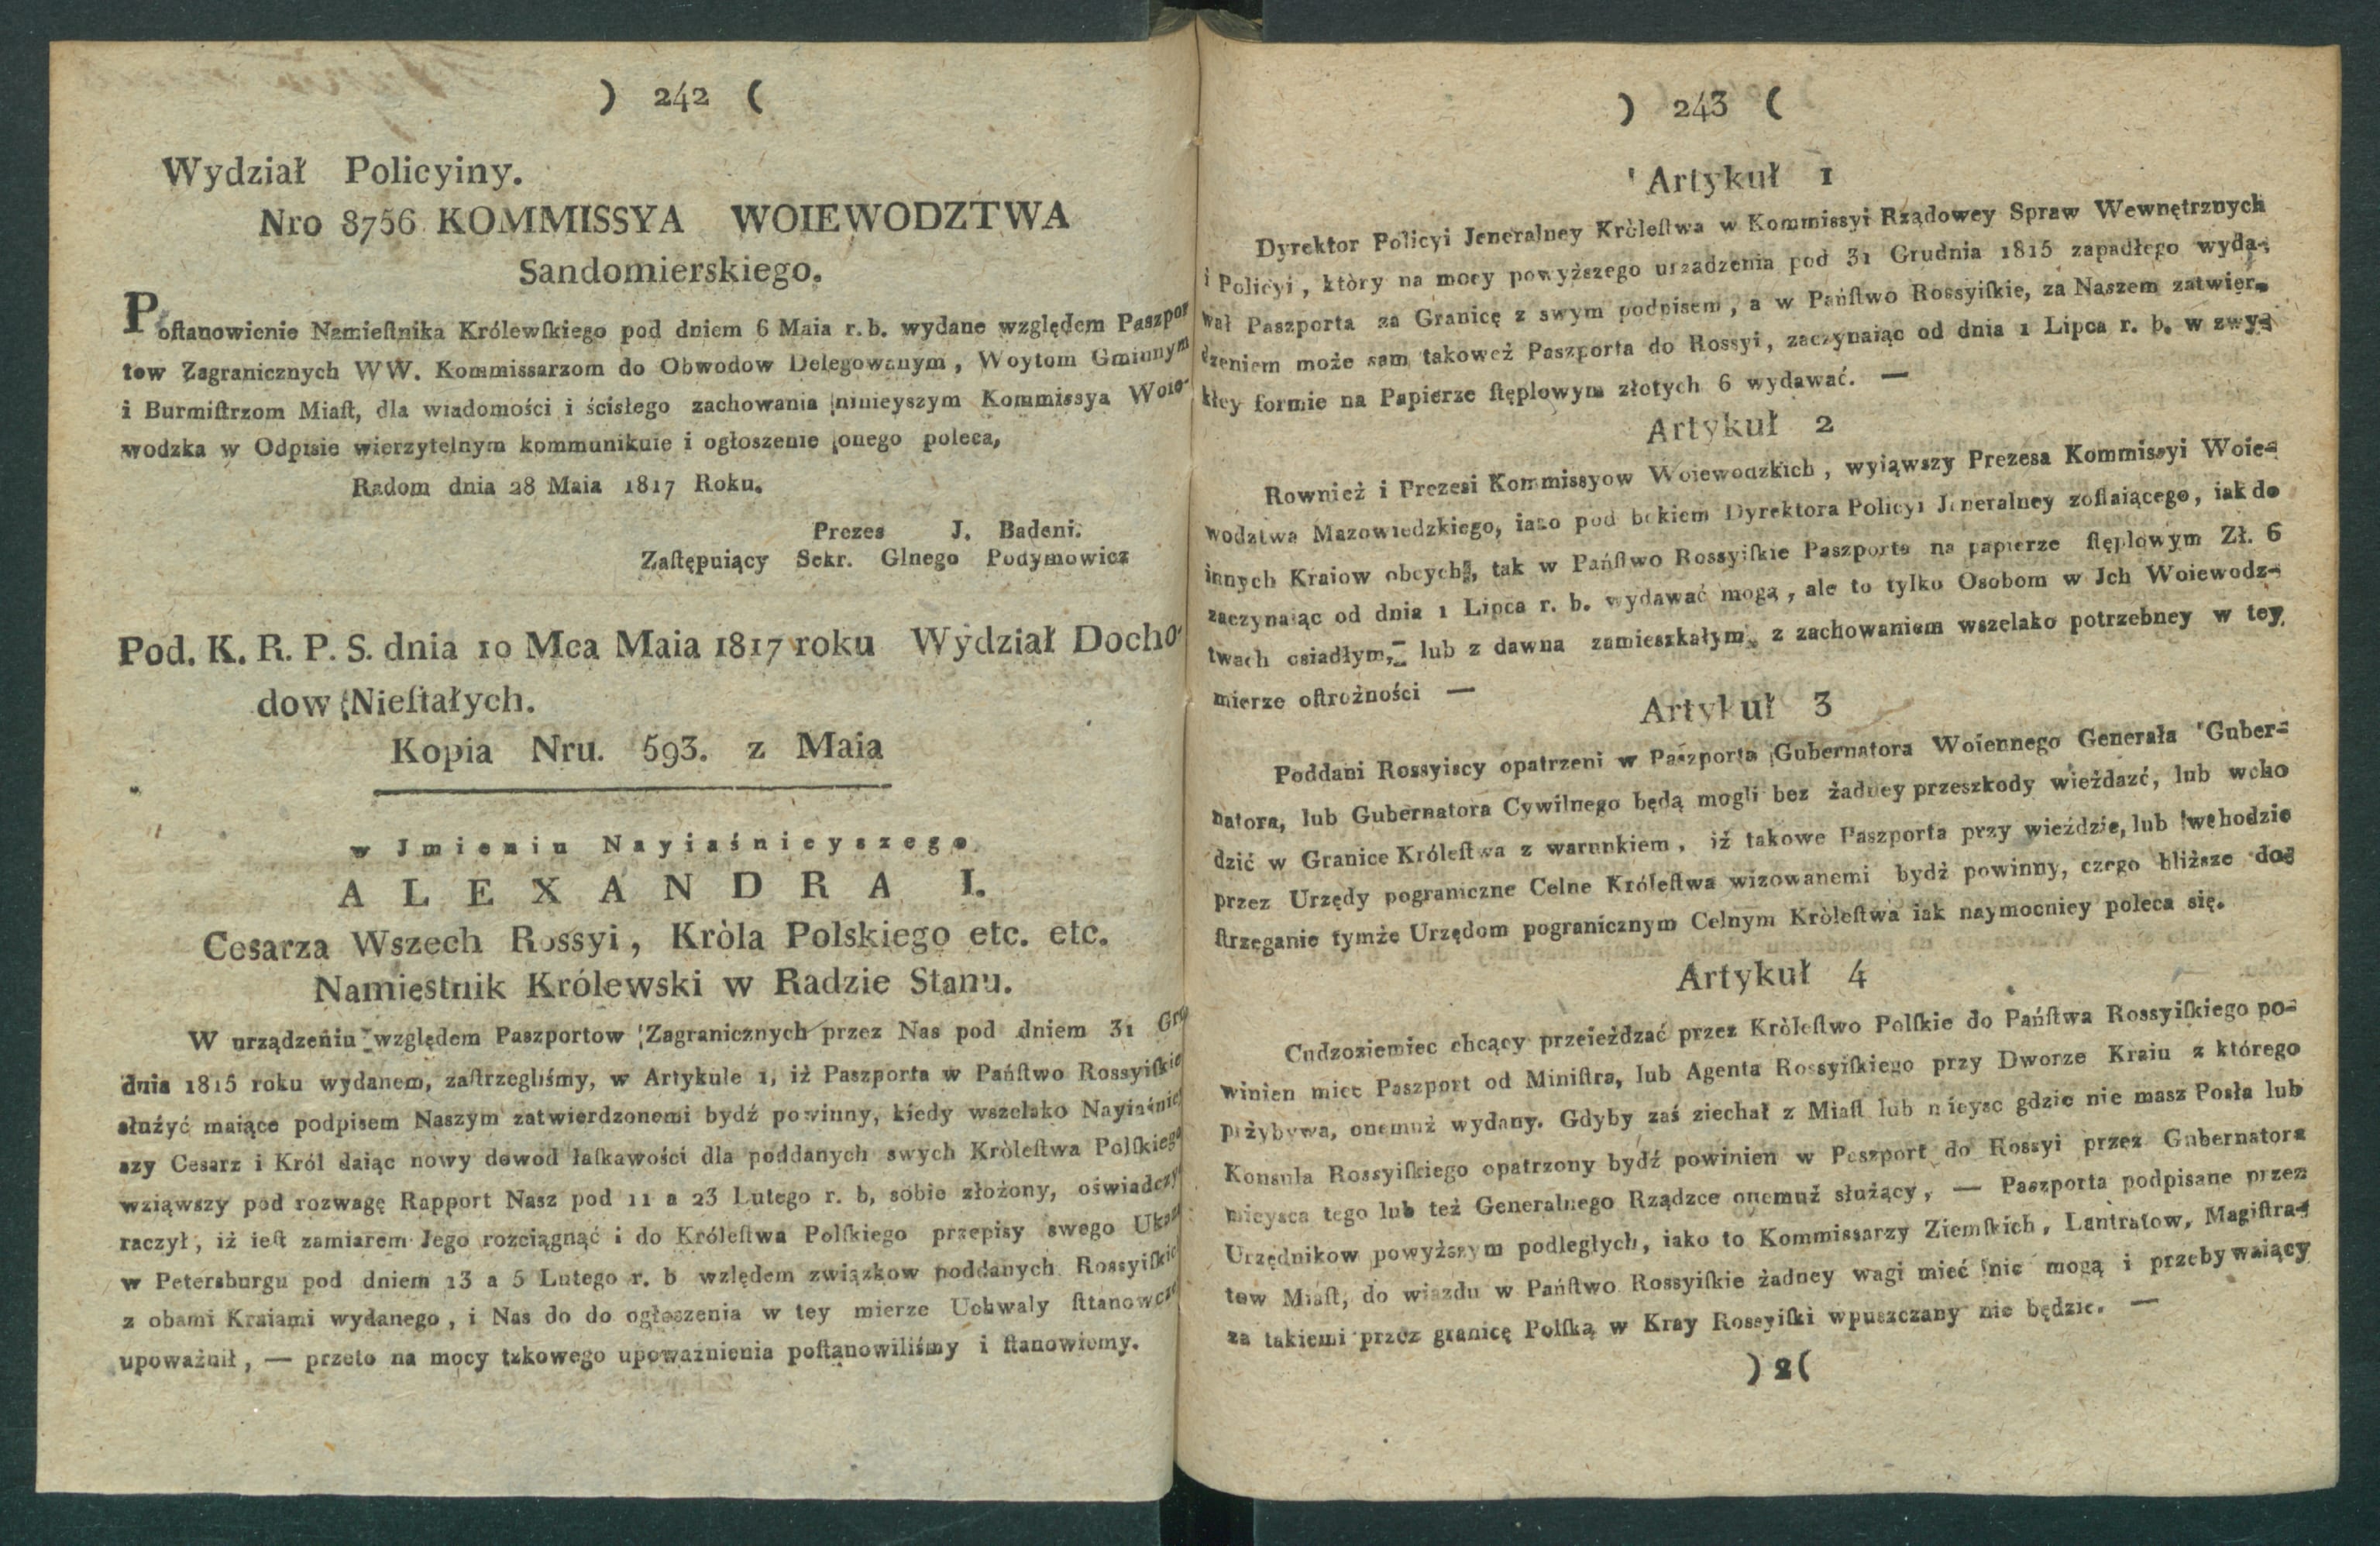 ) 242 (
Wydział Policyiny.
Nro 8756 KOMMISSYA WOIEWODZTWA
Sandomierskiego.
Poſtanowienie Namieſtnika Królewſkiego pod dniem 6 Maia r. b. wydane względem Paszpor
tow Zagranicznych WW. Kommissarzom do Obwodow Delegowanym, Woytom Gminnym
i Burmiſtrzom Miaſt, dla wiadomości i ścisłego zachowania ninieyszym Kommissya Woie-
wodzka w Odpisie wierzytelnym kommunikuie i ogłoszenie onego poleca,
Radom dnia 28 Maia 1817 Roku.
Prezes J. Badeni.
Zaſtępuiący Sekr. Glnego Podymowicz
Pod. K. R. P. S. dnia 10 Mca Maia 1817 roku Wydział Docho-
dow Nieſtałych.
Kopia Nru. 593. z Maia
w Jmieniu Nayiaśnieyszego
ALEXANDRA I.
Cesarza Wszech Rossyi, Kròla Polskiego etc. etc.
Namiestnik Królewski w Radzie Stanu.
W urządzeniu względem Paszportow Zagranicznych przez Nas pod dniem 31 Gru
dnia 1815 roku wydanem, zaſtrzegliśmy, w Artykule 1, iż Paszporta w Pańſtwo Rossyiſkie
służyć maiące podpisem Naszym zatwierdzonemi bydź powinny, kiedy wszelako Nayiaśniey
szy Cesarz i Król daiąc nowy dowod łaſkawości dla poddanych swych Kròleſtwa Polſkiego
wziąwszy pod rozwagę Rapport Nasz pod 11 a 23 Lutego r. b, sobie złożony, oświadczyć
raczył, iż ieſt zamiarem Jego rozciągnąć i do Króleſtwa Polſkiego przepisy swego Ukazu
w Petersburgu pod dniem 13 a 5 Lutego r. b wzlędem związkow poddanych Rossyiſkich
z obami Kraiami wydanego, i Nas do do ogłoszenia w tey mierze Uchwaly ſtanowcze
upoważnił, — przeto na mocy takowego upoważnienia poſtanowiliśmy i ſtanowiemy.
) 243 (
Artykuł 1
Dyrektor Policyi Jeneralney Kròleſtwa w Kommissyi Rządowey Spraw Wewnętrznych
i Policyi, ktòry na mocy powyższego urządzenia pod 31 Grudnia 1815 zapadłego wyda-
wał Paszporta za Granicę z swym podpisem, a w Pańſtwo Rossyiſkie, za Naszem zatwier-
dzeniem może sam takoweż Paszporta do Rossyi, zaczynaiąc od dnia 1 Lipca r. b. w zwy-
kłey formie na Papierze ſtęplowym złotych 6 wydawać. —
Artykuł 2
Rownież i Prezesi Kommissyow Woiewodzkich, wyiąwszy Prezesa Kommissyi Woie-
wodztwa Mazowiedzkiego, iako pod bokiem Dyrektora Policyi Jeneralney zoſtaiącego, iak do
innych Kraiow obcych, tak w Pańſtwo Rossyiſkie Paszporta na papierze ſtęplowym Zł. 6
zaczynaiąc od dnia 1 Lipca r. b. wydawać mogą, ale to tylko Osobom w Jch Woiewodz-
twach osiadłym, lub z dawna zamieszkałym, z zachowaniem wszelako potrzebney w tey
mierze oſtrożności —
Artykuł 3
Poddani Rossyiscy opatrzeni w Paszporta Gubernatora Woiennego Generała Guber-
natora, lub Gubernatora Cywilnego będą mogli bez żadney przeszkody wieżdazć, lub wcho
dzić w Granice Króleſtwa z warunkiem, iż takowe Paszporta przy wieździe, lub wchodzie
przez Urzędy pograniczne Celne Króleſtwa wizowanemi bydż powinny, czego bliższe do-
ſtrzeganie tymże Urzędom pogranicznym Celnym Kròleſtwa iak naymocniey poleca się.
Artykuł 4
Cudzoziemiec chcący przeieżdzać przez Kròleſtwo Polſkie do Pańſtwa Rossyiſkiego po-
winien miec Paszport od Miniſtra, lub Agenta Rossyiſkiego przy Dworze Kraiu z którego
przybywa, onemuż wydany. Gdyby zaś ziechał z Miaſt lub mieysc gdzie nie masz Posła lub
Konsula Rossyiſkiego opatrzony bydź powinien w Paszport do Rossyi przez Gubernatora
mieysca tego lub też Generalnego Rządzce onemuż służący, — Paszporta podpisane przez
Urzędnikow powyższym podległych, iako to Kommissarzy Ziemſkich, Lantratow, Magiſtra-
tow Miaſt, do wiazdu w Pańſtwo Rossyiſkie żadney wagi mieć nie mogą i przebywaiący
za takiemi przez granicę Polſką w Kray Rossyiſki wpuszczany nie będzie. —
) 2 (